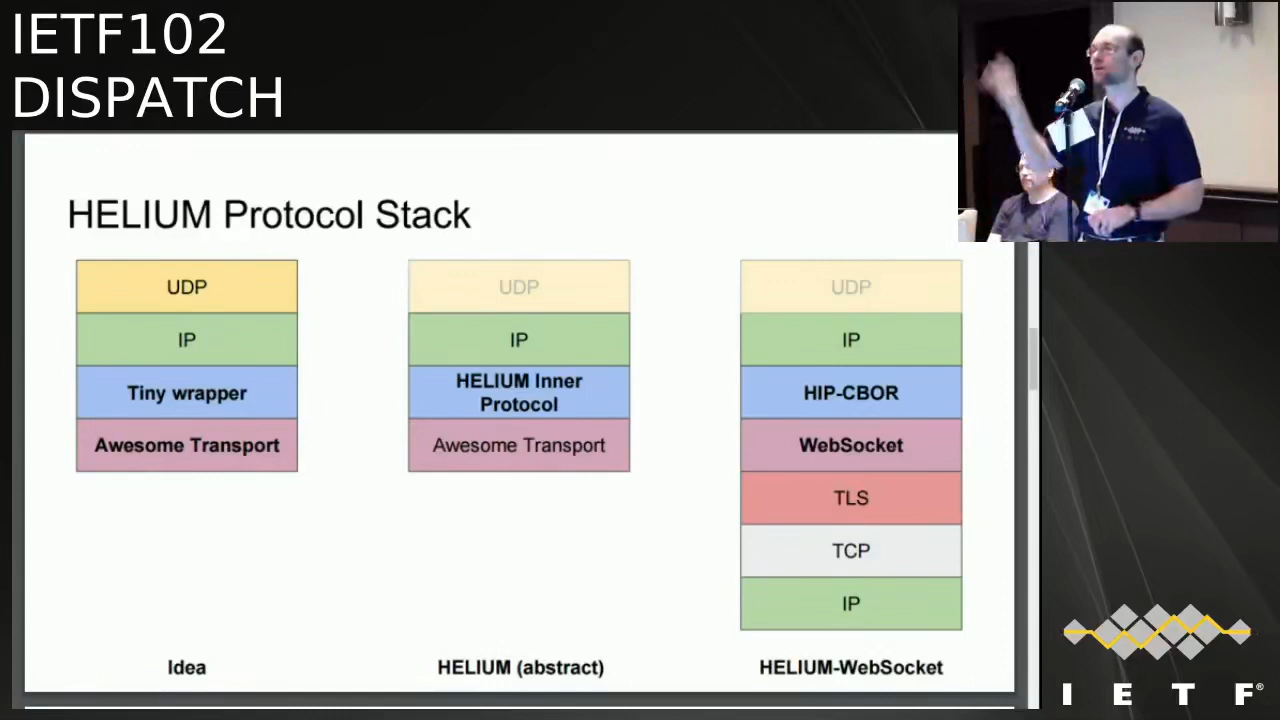 IETF102
DISPATCH
HELIUM Protocol Stack
UDP
IP
Tiny wrapper
Awesome Transport
Idea
UDP
IP
HELIUM Inner
Protocol
Awesome Transport
HELIUM (abstract)
UDP
IP
HIP-CBOR
WebSocket
TLS
TCP
IP
HELIUM-WebSocket
I E T F®